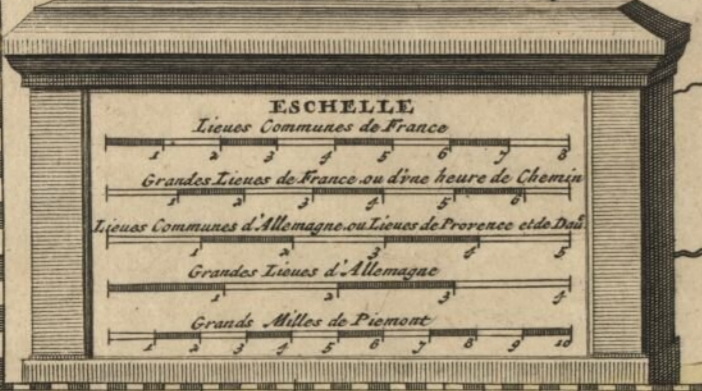 ESCHELLE
Lieues Communes de France
1 2 3 4 5 6 7 8
Grandes Lieues de France ou d'vne heure de Chemin
1 2 3 4 5 6
Lieues Communes d'Allemagne, ou Lieues de Provence et de Dau.
1 2 3 4 5
Grandes Lieues d'Allemagne
1 2 3 4
Grands Milles de Piemont
1 2 3 4 5 6 7 8 9 10